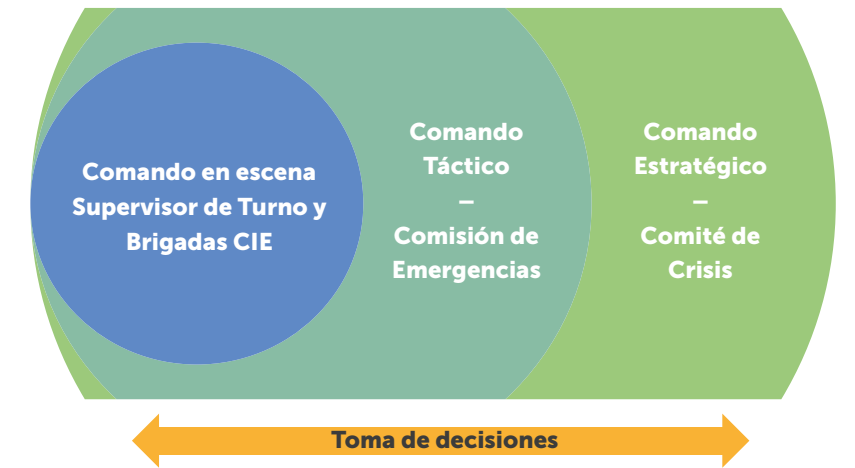 Comando en escena
Supervisor de Turno y
Brigadas CIE
Comando
Táctico
–
Comisión de
Emergencias
Comando
Estratégico
–
Comité de
Crisis
Toma de decisiones